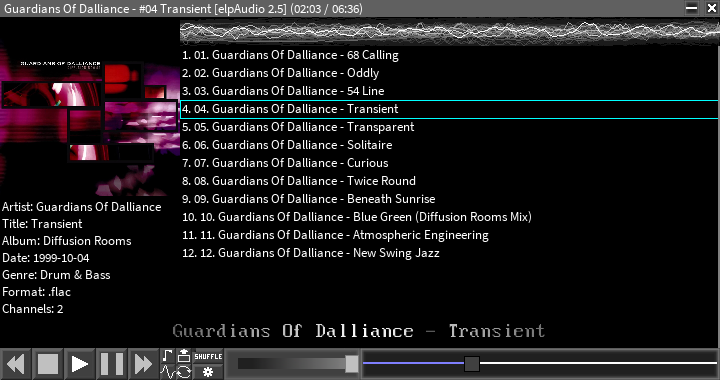 Guardians Of Dalliance - #04 Transient [elpAudio 2.5] (02:03 / 06:36)
GUARDIANS OF DALLIANCE
1. 01. Guardians Of Dalliance - 68 Calling
2. 02. Guardians Of Dalliance - Oddly
3. 03. Guardians Of Dalliance - 54 Line
4. 04. Guardians Of Dalliance - Transient
5. 05. Guardians Of Dalliance - Transparent
6. 06. Guardians Of Dalliance - Solitaire
7. 07. Guardians Of Dalliance - Curious
8. 08. Guardians Of Dalliance - Twice Round
9. 09. Guardians Of Dalliance - Beneath Sunrise
10. 10. Guardians Of Dalliance - Blue Green (Diffusion Rooms Mix)
11. 11. Guardians Of Dalliance - Atmospheric Engineering
12. 12. Guardians Of Dalliance - New Swing Jazz
Artist: Guardians Of Dalliance
Title: Transient
Album: Diffusion Rooms
Date: 1999-10-04
Genre: Drum & Bass
Format: .flac
Channels: 2
Guardians Of Dalliance - Transient
SHUFFLE